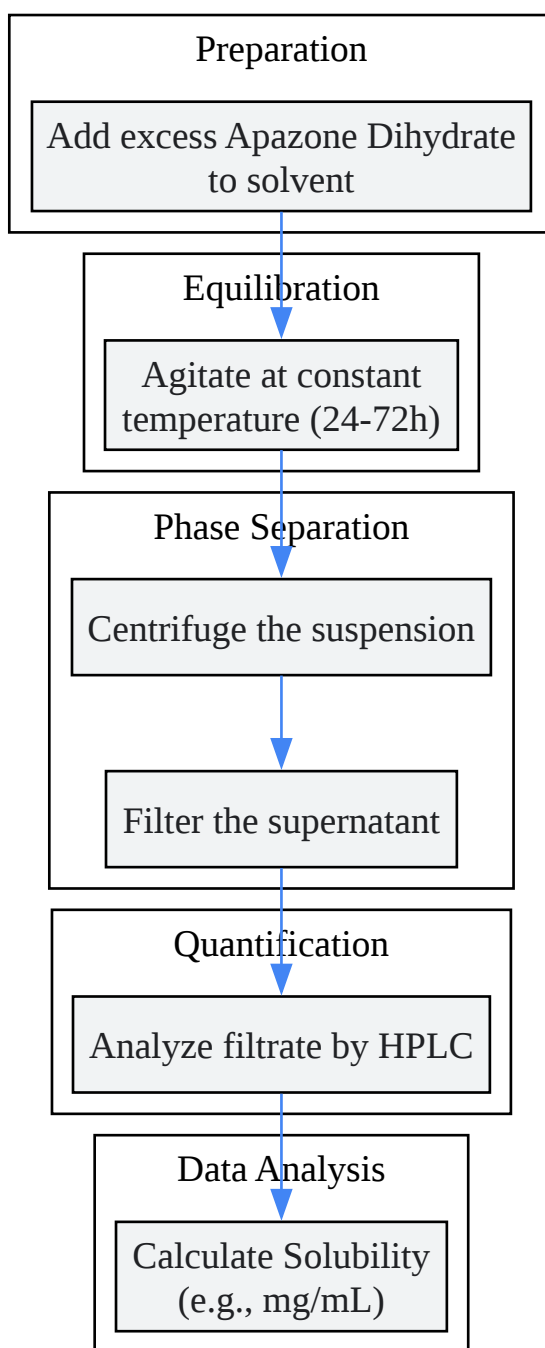 Preparation
Add excess Apazone Dihydrate
to solvent
Equilibration
Agitate at constant
temperature (24-72h)
Phase Separation
Centrifuge the suspension
Filter the supernatant
Quantification
Analyze filtrate by HPLC
Data Analysis
Calculate Solubility
(e.g., mg/mL)